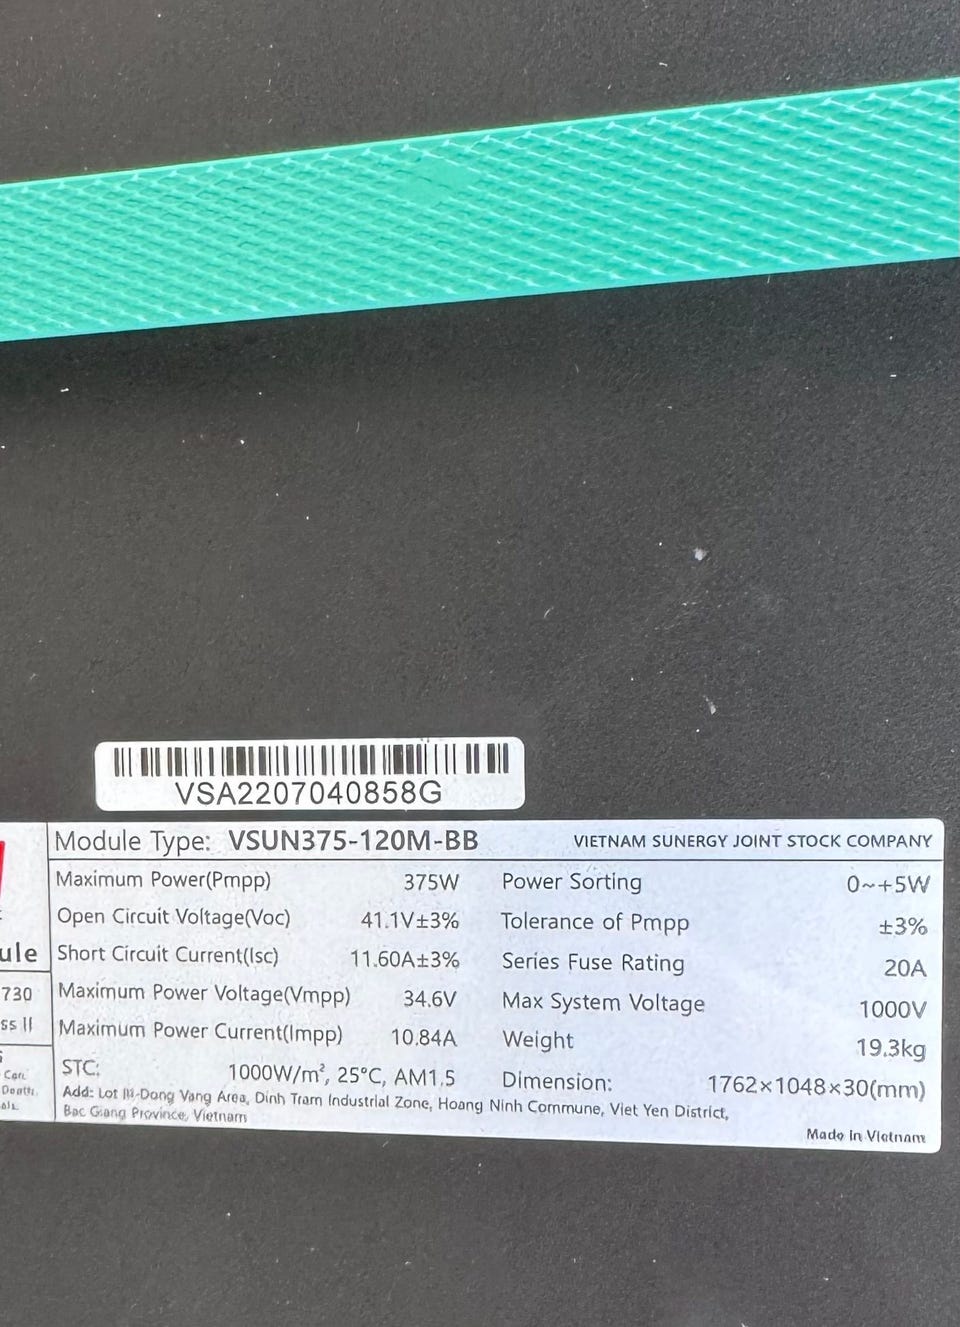 VSA2207040858G
Module Type: VSUN375-120M-BB VIETNAM SUNERGY JOINT STOCK COMPANY
Maximum Power(Pmpp) 375W Power Sorting 0~+5W
Open Circuit Voltage(Voc) 41.1V±3% Tolerance of Pmpp ±3%
ule Short Circuit Current(Isc) 11.60A±3% Series Fuse Rating 20A
730 Maximum Power Voltage(Vmpp) 34.6V Max System Voltage 1000V
ss II Maximum Power Current(Impp) 10.84A Weight 19.3kg
STC: 1000W/m², 25°C, AM1.5 Dimension: 1762×1048×30(mm)
Add: Lot III-Dong Vang Area, Dinh Tram Industrial Zone, Hoang Ninh Commune, Viet Yen District,
Bac Giang Province, Vietnam
Made in Vietnam